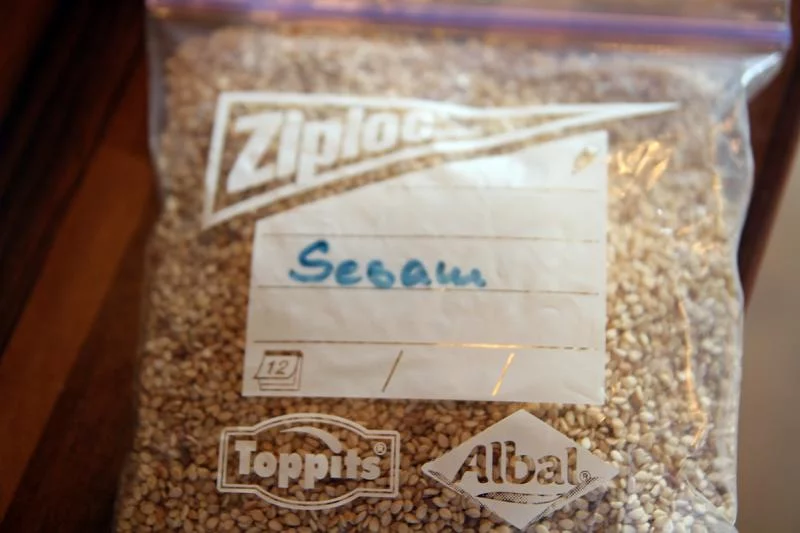 Ziploc
Sesam
12 / /
Toppits®
Albal®